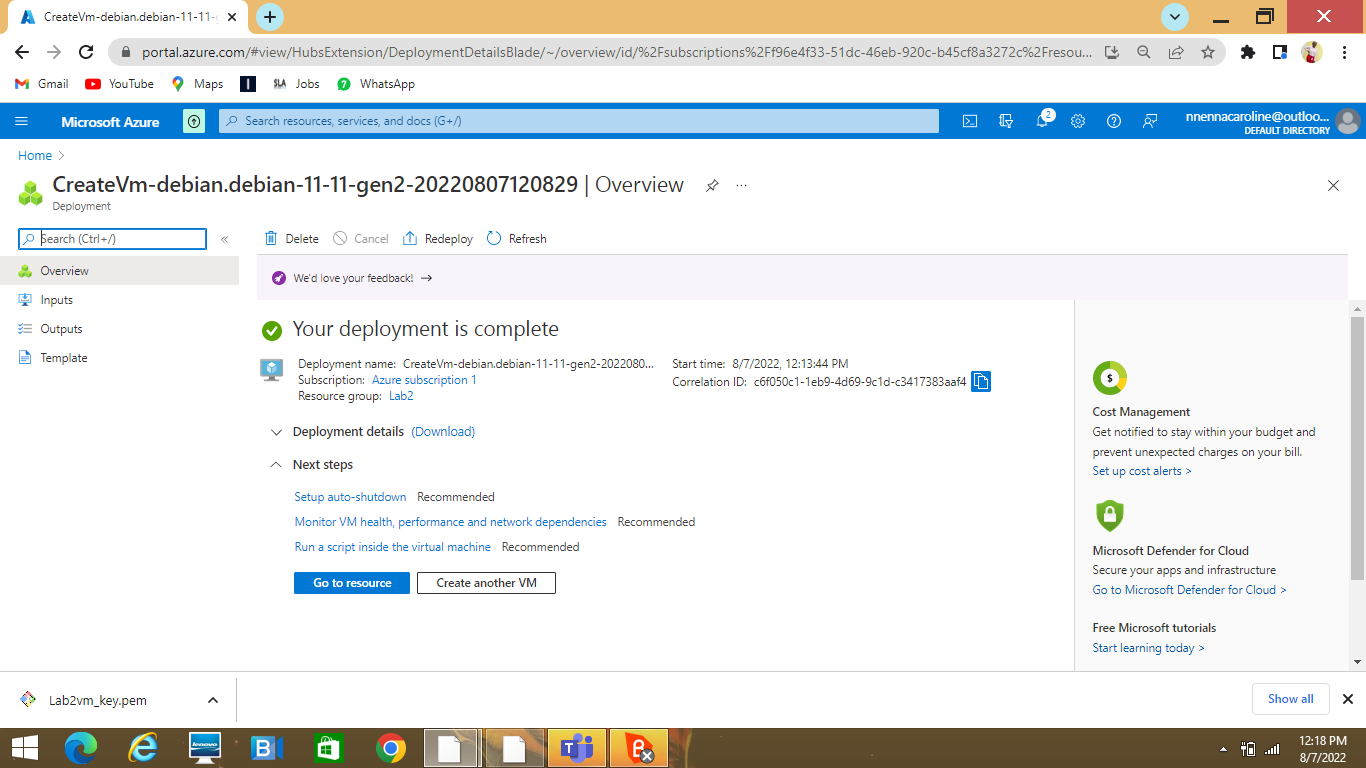 CreateVm-debian.debian-11-11-g
portal.azure.com/#view/HubsExtension/DeploymentDetailsBlade/~/overview/id/%2Fsubscriptions%2Ff96e4f33-51dc-46eb-920c-b45cf8a3272c%2Fresou...
Gmail YouTube Maps SLA Jobs WhatsApp
Microsoft Azure Search resources, services, and docs (G+/) 2 nnennacaroline@outloo...
DEFAULT DIRECTORY
Home >
CreateVm-debian.debian-11-11-gen2-20220807120829 | Overview ...
Deployment
Search (Ctrl+/) « Delete Cancel Redeploy Refresh
Overview
Inputs
Outputs
Template
We'd love your feedback! →
Your deployment is complete
Deployment name: CreateVm-debian.debian-11-11-gen2-2022080...
Subscription: Azure subscription 1
Resource group: Lab2
Start time: 8/7/2022, 12:13:44 PM
Correlation ID: c6f050c1-1eb9-4d69-9c1d-c3417383aaf4
Deployment details (Download)
Next steps
Setup auto-shutdown Recommended
Monitor VM health, performance and network dependencies Recommended
Run a script inside the virtual machine Recommended
Go to resource Create another VM
Cost Management
Get notified to stay within your budget and
prevent unexpected charges on your bill.
Set up cost alerts >
Microsoft Defender for Cloud
Secure your apps and infrastructure
Go to Microsoft Defender for Cloud >
Free Microsoft tutorials
Start learning today >
Lab2vm_key.pem Show all
lenovo
12:18 PM
8/7/2022